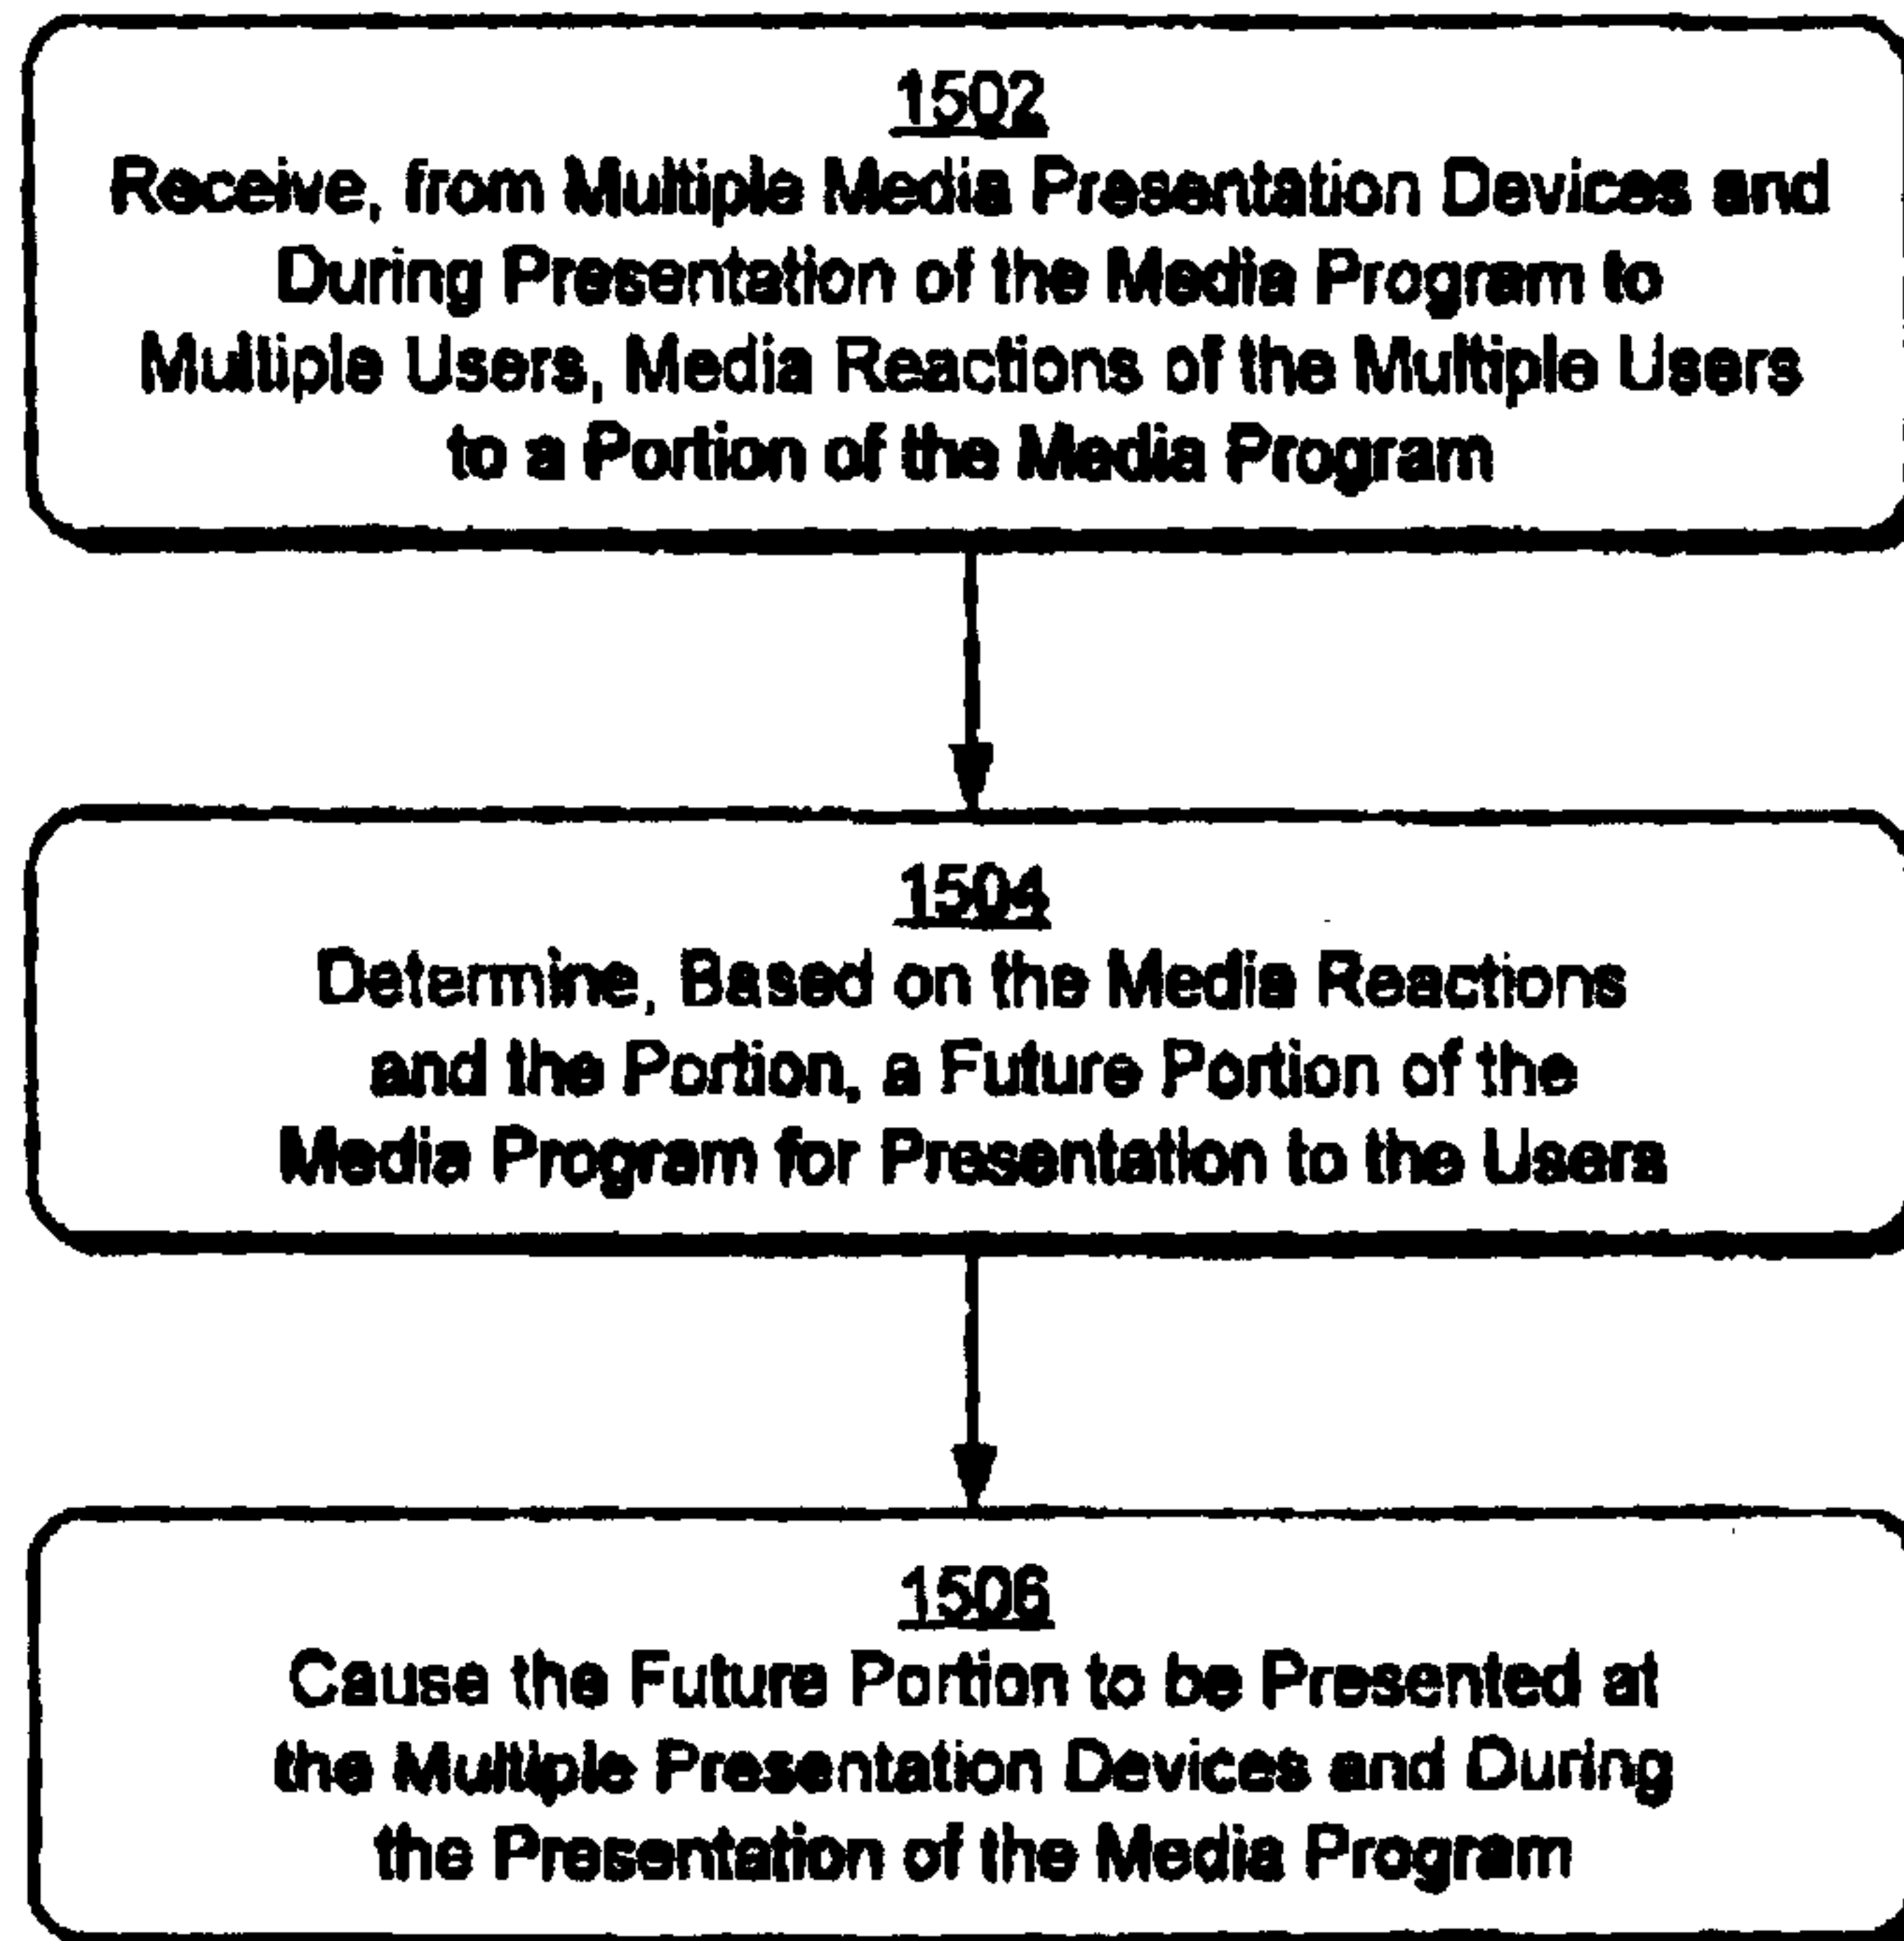 1502
Receive, from Multiple Media Presentation Devices and
During Presentation of the Media Program to
Multiple Users, Media Reactions of the Multiple Users
to a Portion of the Media Program
1504
Determine, Based on the Media Reactions
and the Portion, a Future Portion of the
Media Program for Presentation to the Users
1506
Cause the Future Portion to be Presented at
the Multiple Presentation Devices and During
the Presentation of the Media Program